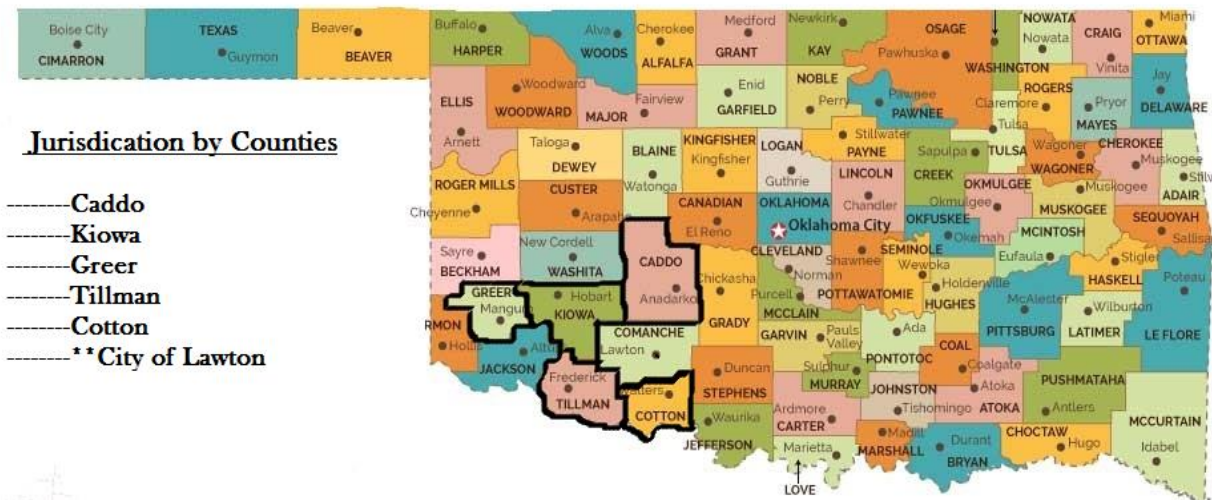 Jurisdication by Counties
--------Caddo
--------Kiowa
--------Greer
--------Tillman
--------Cotton
--------**City of Lawton
Boise City
CIMARRON
TEXAS
Guymon
Beaver
BEAVER
Buffalo
HARPER
Alva
WOODS
Cherokee
ALFALFA
Medford
GRANT
Newkirk
KAY
OSAGE
Pawhuska
WASHINGTON
NOWATA
Nowata
CRAIG
Vinita
Miami
OTTAWA
ELLIS
Arnett
Woodward
WOODWARD
Fairview
MAJOR
Enid
GARFIELD
NOBLE
Perry
Pawnee
PAWNEE
Claremore
ROGERS
Tulsa
TULSA
Pryor
MAYES
Jay
DELAWARE
Taloga
DEWEY
BLAINE
Watonga
KINGFISHER
Kingfisher
LOGAN
Guthrie
Stillwater
PAYNE
Sapulpa
CREEK
Wagoner
WAGONER
CHEROKEE
Muskogee
Stil
ADAIR
ROGER MILLS
Cheyenne
CUSTER
Arapaho
CANADIAN
El Reno
OKLAHOMA
Oklahoma City
LINCOLN
Chandler
OKMULGEE
Okmulgee
Muskogee
MUSKOGEE
OKFUSKEE
Okemah
MCINTOSH
Eufaula
SEQUOYAH
Sallisa
Sayre
BECKHAM
New Cordell
WASHITA
CADDO
Anadarko
Chickasha
GRADY
CLEVELAND
Norman
Purcell
MCCLAIN
Shawnee
POTTAWATOMIE
SEMINOLE
Wewoka
Holdenville
HUGHES
Stigler
HASKELL
Poteau
LE FLORE
GREER
Mangum
Hobart
KIOWA
COMANCHE
Lawton
GARVIN
Pauls
Valley
Ada
PONTOTOC
McAlester
PITTSBURG
Wilburton
LATIMER
RMON
Hollis
Altu
JACKSON
Frederick
TILLMAN
alters
COTTON
Duncan
STEPHENS
Sulphur
MURRAY
JOHNSTON
Tishomingo
COAL
Coalgate
Atoka
ATOKA
PUSHMATAHA
Antlers
MCCURTAIN
Idabel
Waurika
JEFFERSON
Ardmore
CARTER
Marietta
LOVE
Madill
MARSHALL
Durant
BRYAN
CHOCTAW
Hugo